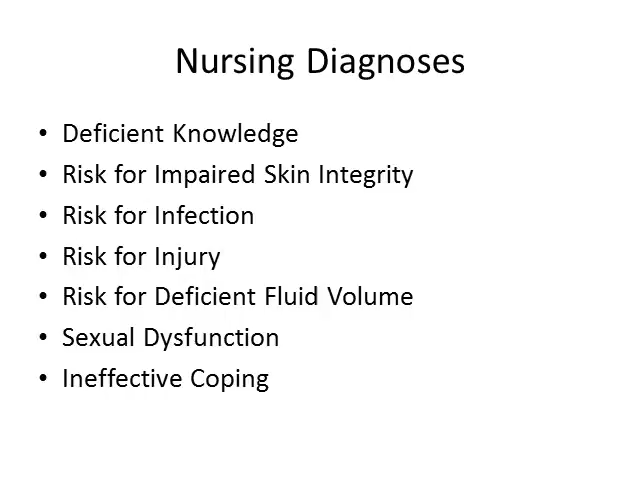 Nursing Diagnoses
• Deficient Knowledge
• Risk for Impaired Skin Integrity
• Risk for Infection
• Risk for Injury
• Risk for Deficient Fluid Volume
• Sexual Dysfunction
• Ineffective Coping